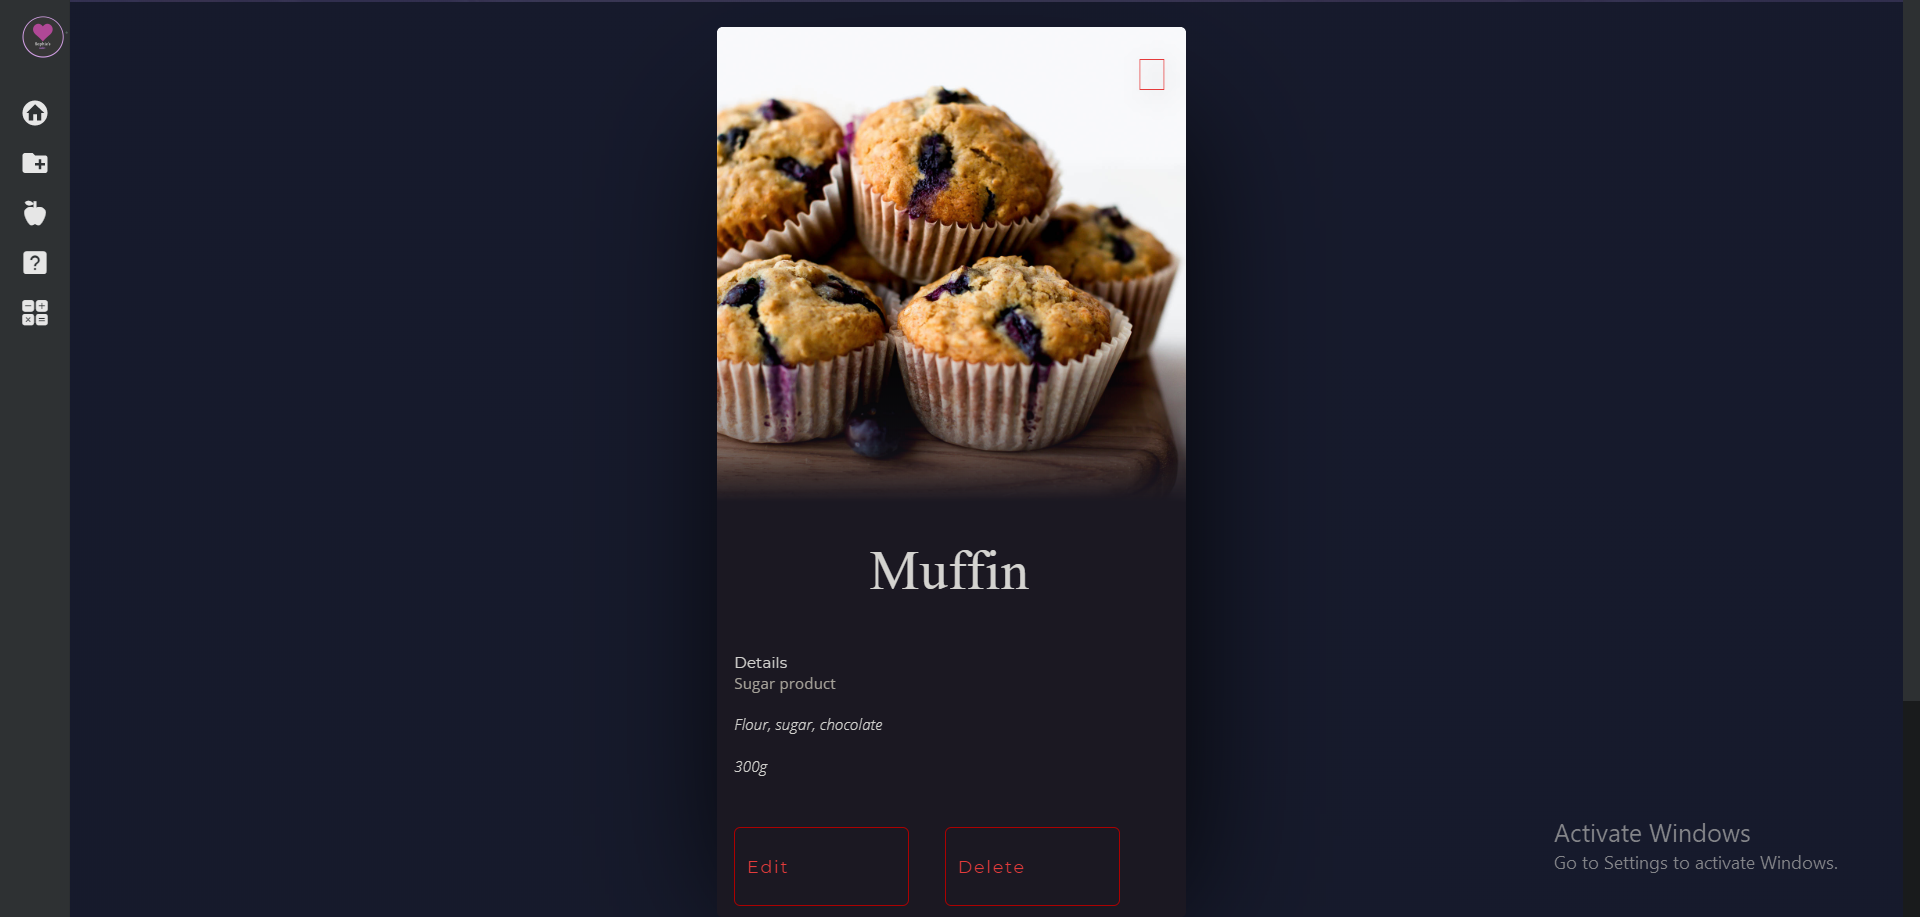 Muffin
Details
Sugar product
Flour, sugar, chocolate
300g
Edit
Delete
Activate Windows
Go to Settings to activate Windows.